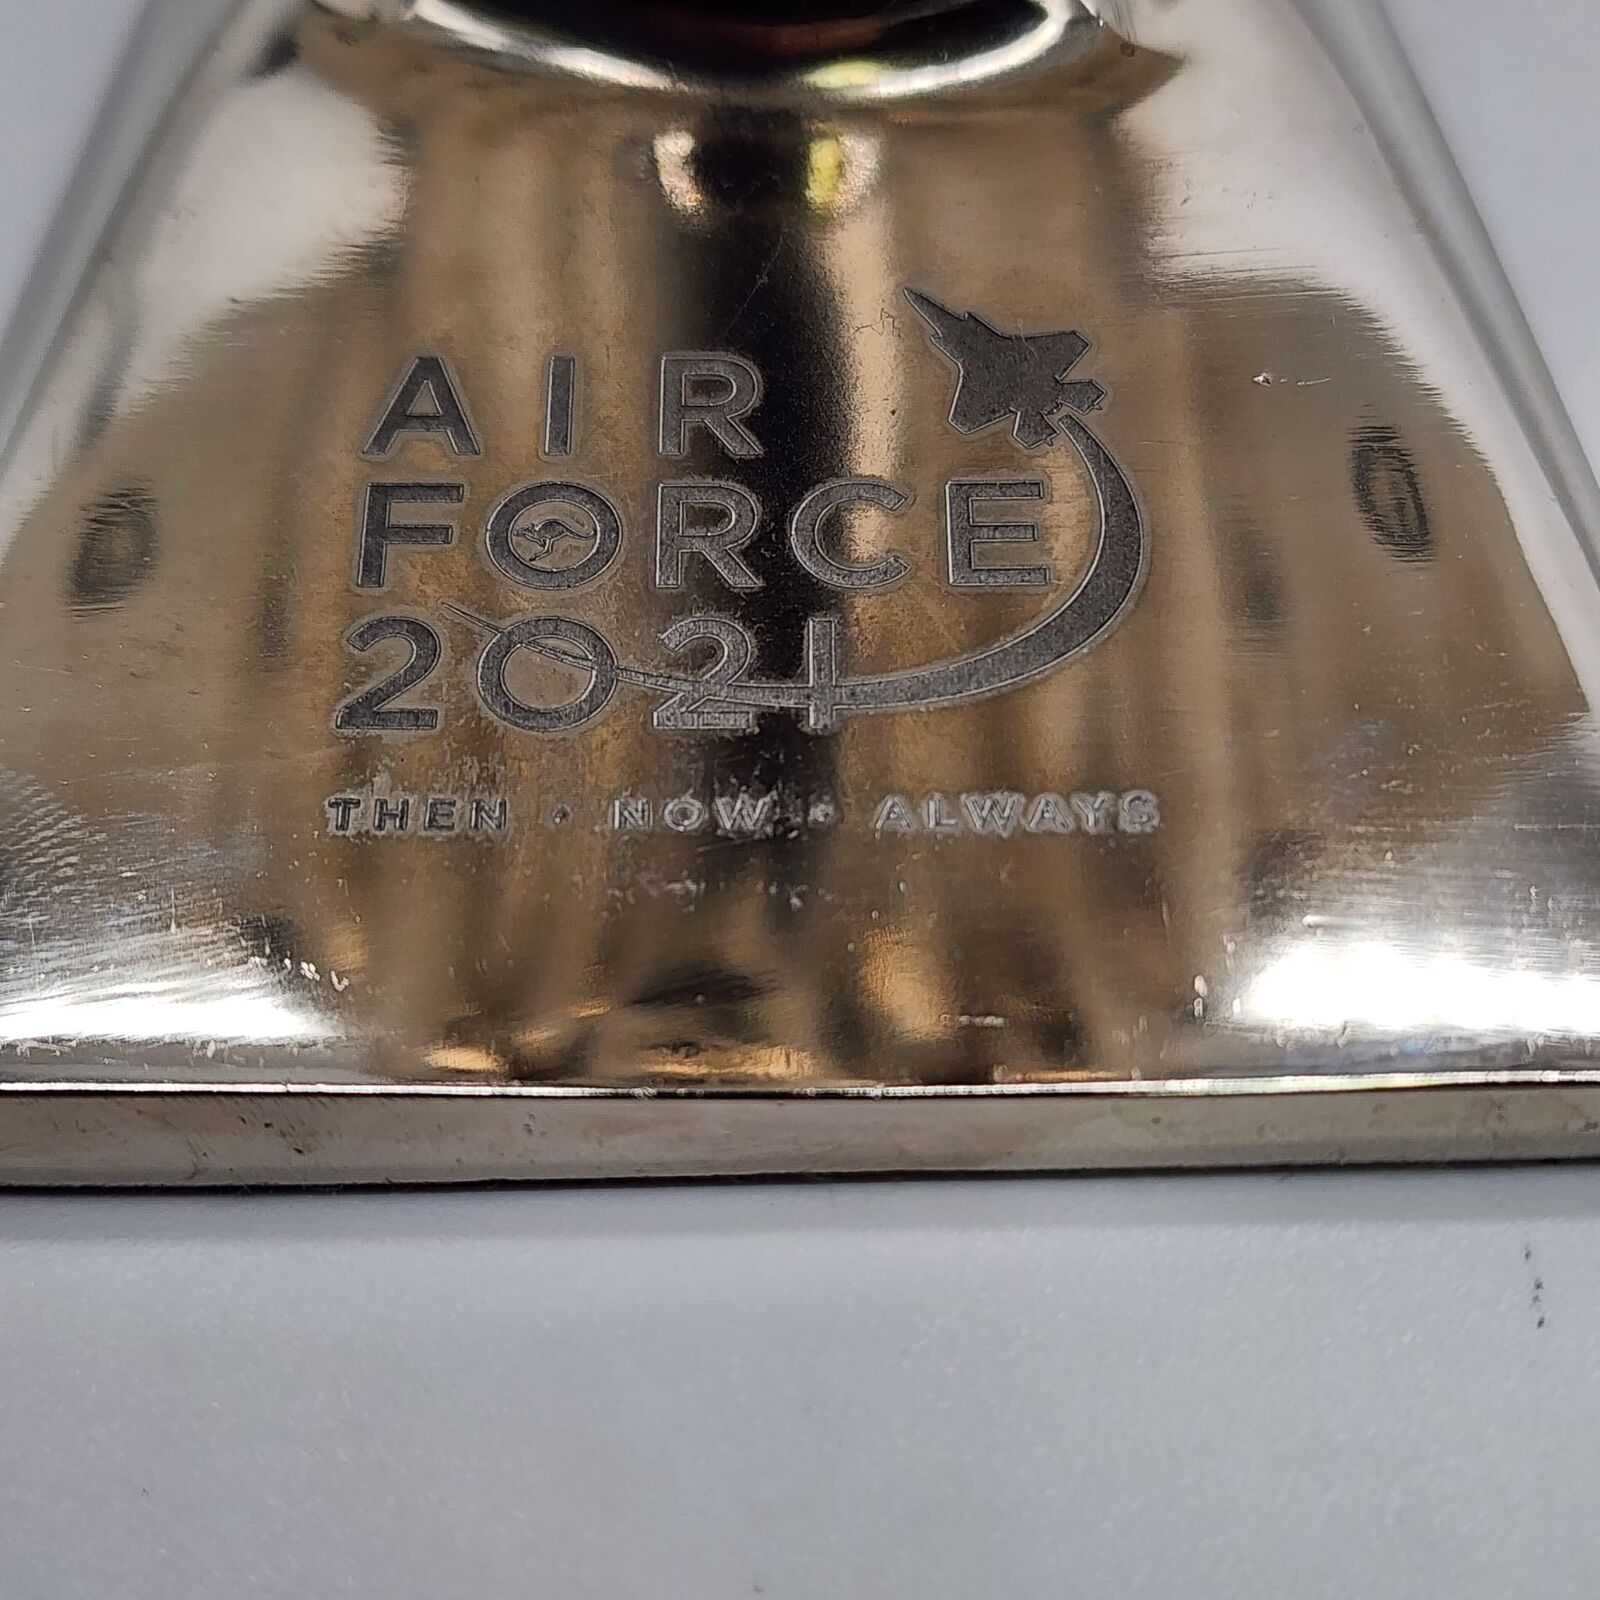 AIR
FORCE
2021
THEN • NOW • ALWAYS